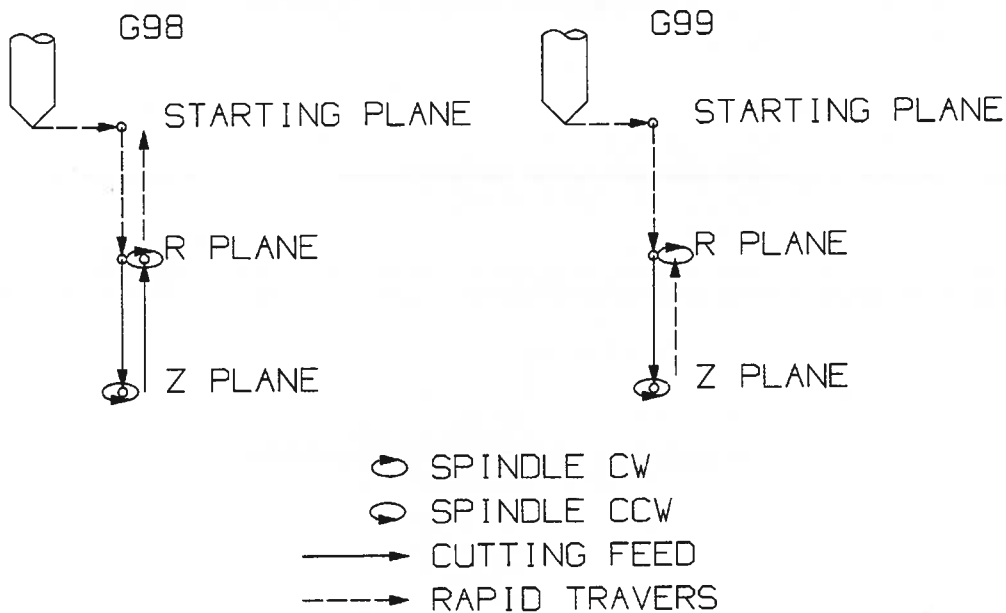 G98
G99
STARTING PLANE
STARTING PLANE
R PLANE
R PLANE
Z PLANE
Z PLANE
SPINDLE CW
SPINDLE CCW
CUTTING FEED
RAPID TRAVERS